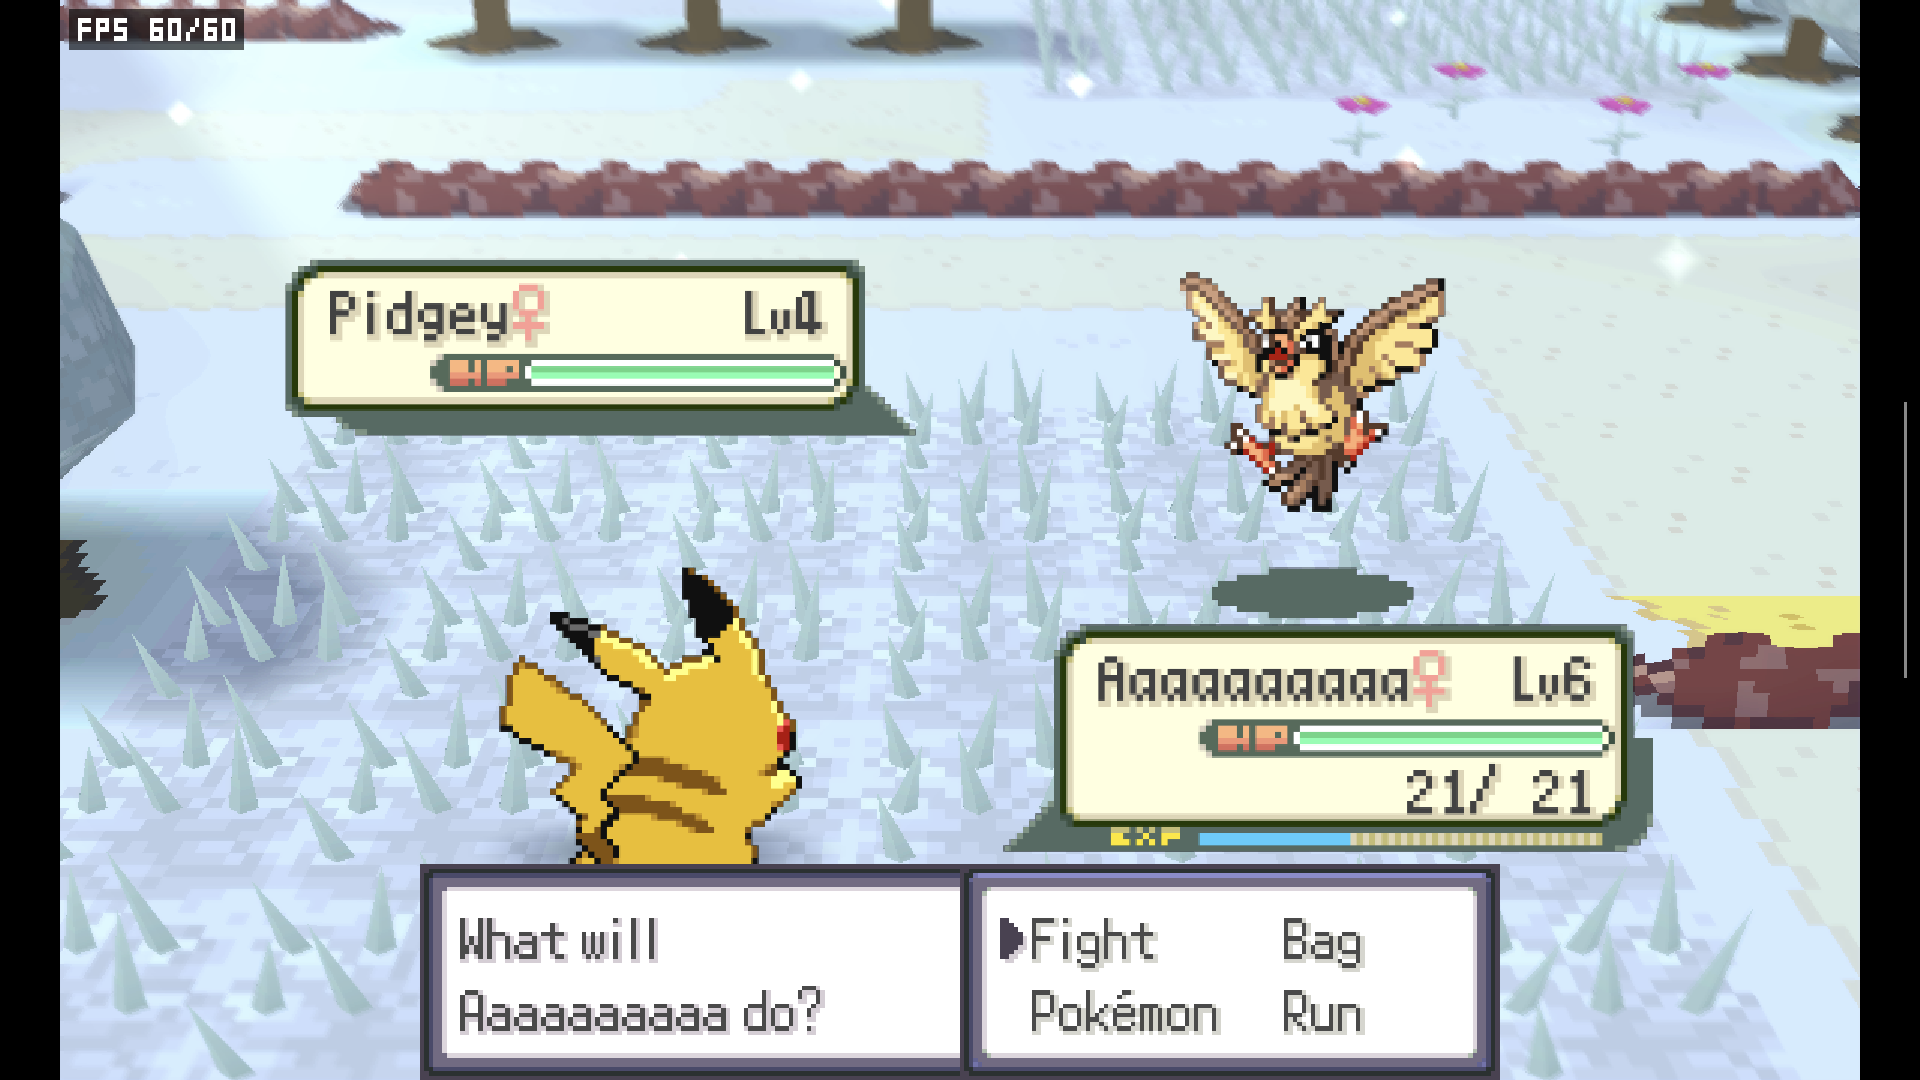 FPS 60/60
Pidgey♀ Lv4
HP
Aaaaaaaaaa♀ Lv6
HP
21/ 21
EXP
What will
Aaaaaaaaaa do?
Fight Bag
Pokémon Run